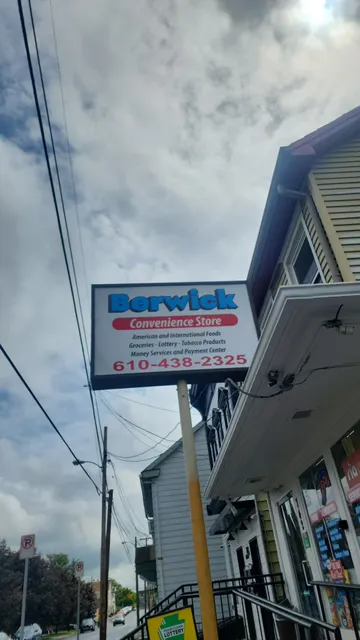 Berwick
Convenience Store
American and International Foods
Groceries - Lottery - Tobacco Products
Money Services and Payment Center
610-438-2325
P
LOTTERY